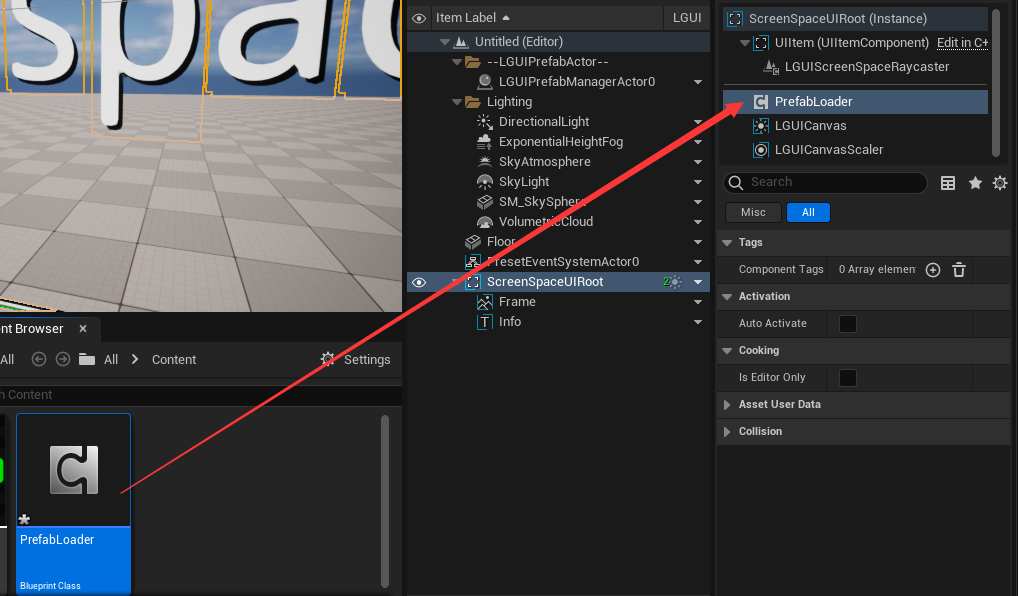 spac
Item Label
LGUI
Untitled (Editor)
--LGUIPrefabActor--
LGUIPrefabManagerActor0
Lighting
DirectionalLight
ExponentialHeightFog
SkyAtmosphere
SkyLight
SM_SkySphere
VolumetricCloud
Floor
PresetEventSystemActor0
ScreenSpaceUIRoot
2
Frame
Info
ScreenSpaceUIRoot (Instance)
UIItem (UIItemComponent)
Edit in C+
LGUIScreenSpaceRaycaster
PrefabLoader
LGUICanvas
LGUICanvasScaler
Search
Misc
All
Tags
Component Tags
0 Array elemen
Activation
Auto Activate
Cooking
Is Editor Only
Asset User Data
Collision
ent Browser
All
All
Content
Settings
h Content
PrefabLoader
Blueprint Class